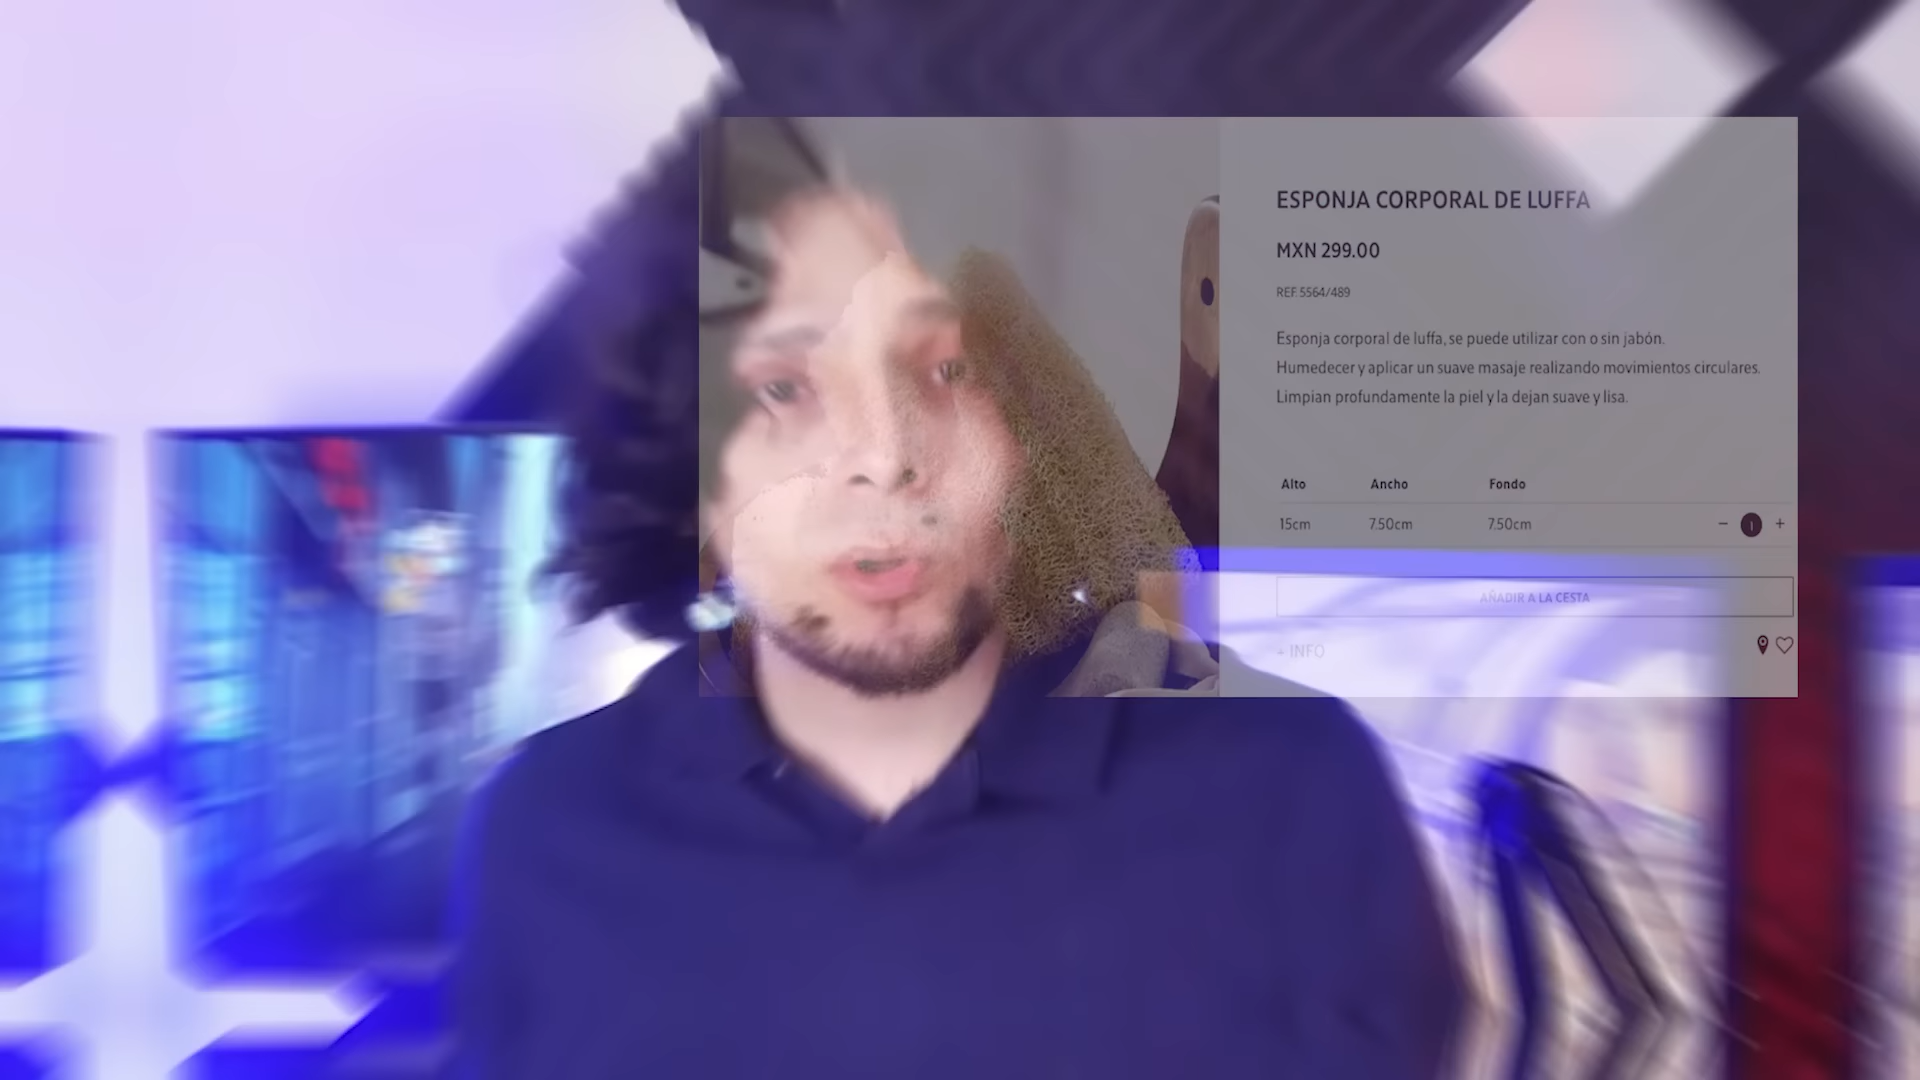 ESPONJA CORPORAL DE LUFFA
MXN 299.00
REF. 5564/489
Esponja corporal de luffa, se puede utilizar con o sin jabón.
Humedecer y aplicar un suave masaje realizando movimientos circulares.
Limpian profundamente la piel y la dejan suave y lisa.
Alto Ancho Fondo
15cm 7.50cm 7.50cm − 1 +
AÑADIR A LA CESTA
+ INFO